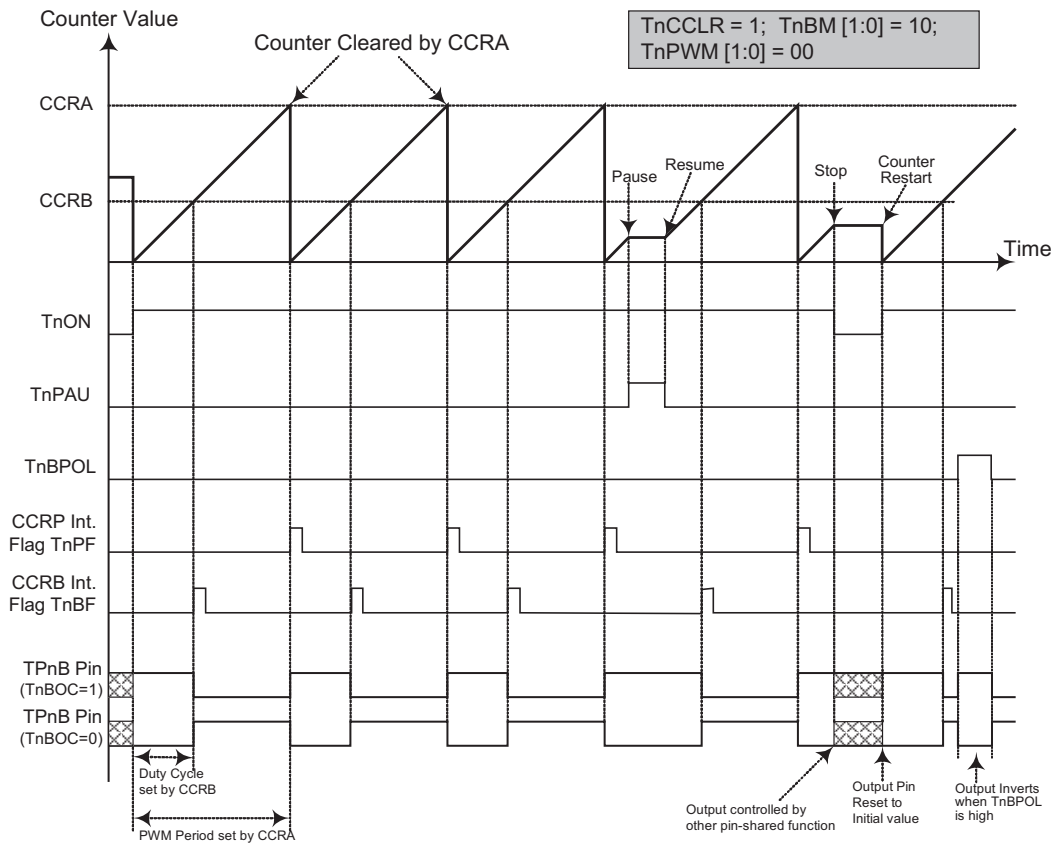 Counter Value
Counter Cleared by CCRA
TnCCLR = 1; TnBM [1:0] = 10;
TnPWM [1:0] = 00
CCRA
Pause
Resume
Stop
Counter
Restart
CCRB
Time
TnON
TnPAU
TnBPOL
CCRP Int.
Flag TnPF
CCRB Int.
Flag TnBF
TPnB Pin
(TnBOC=1)
TPnB Pin
(TnBOC=0)
Duty Cycle
set by CCRB
PWM Period set by CCRA
Output controlled by
other pin-shared function
Output Pin
Reset to
Initial value
Output Inverts
when TnBPOL
is high